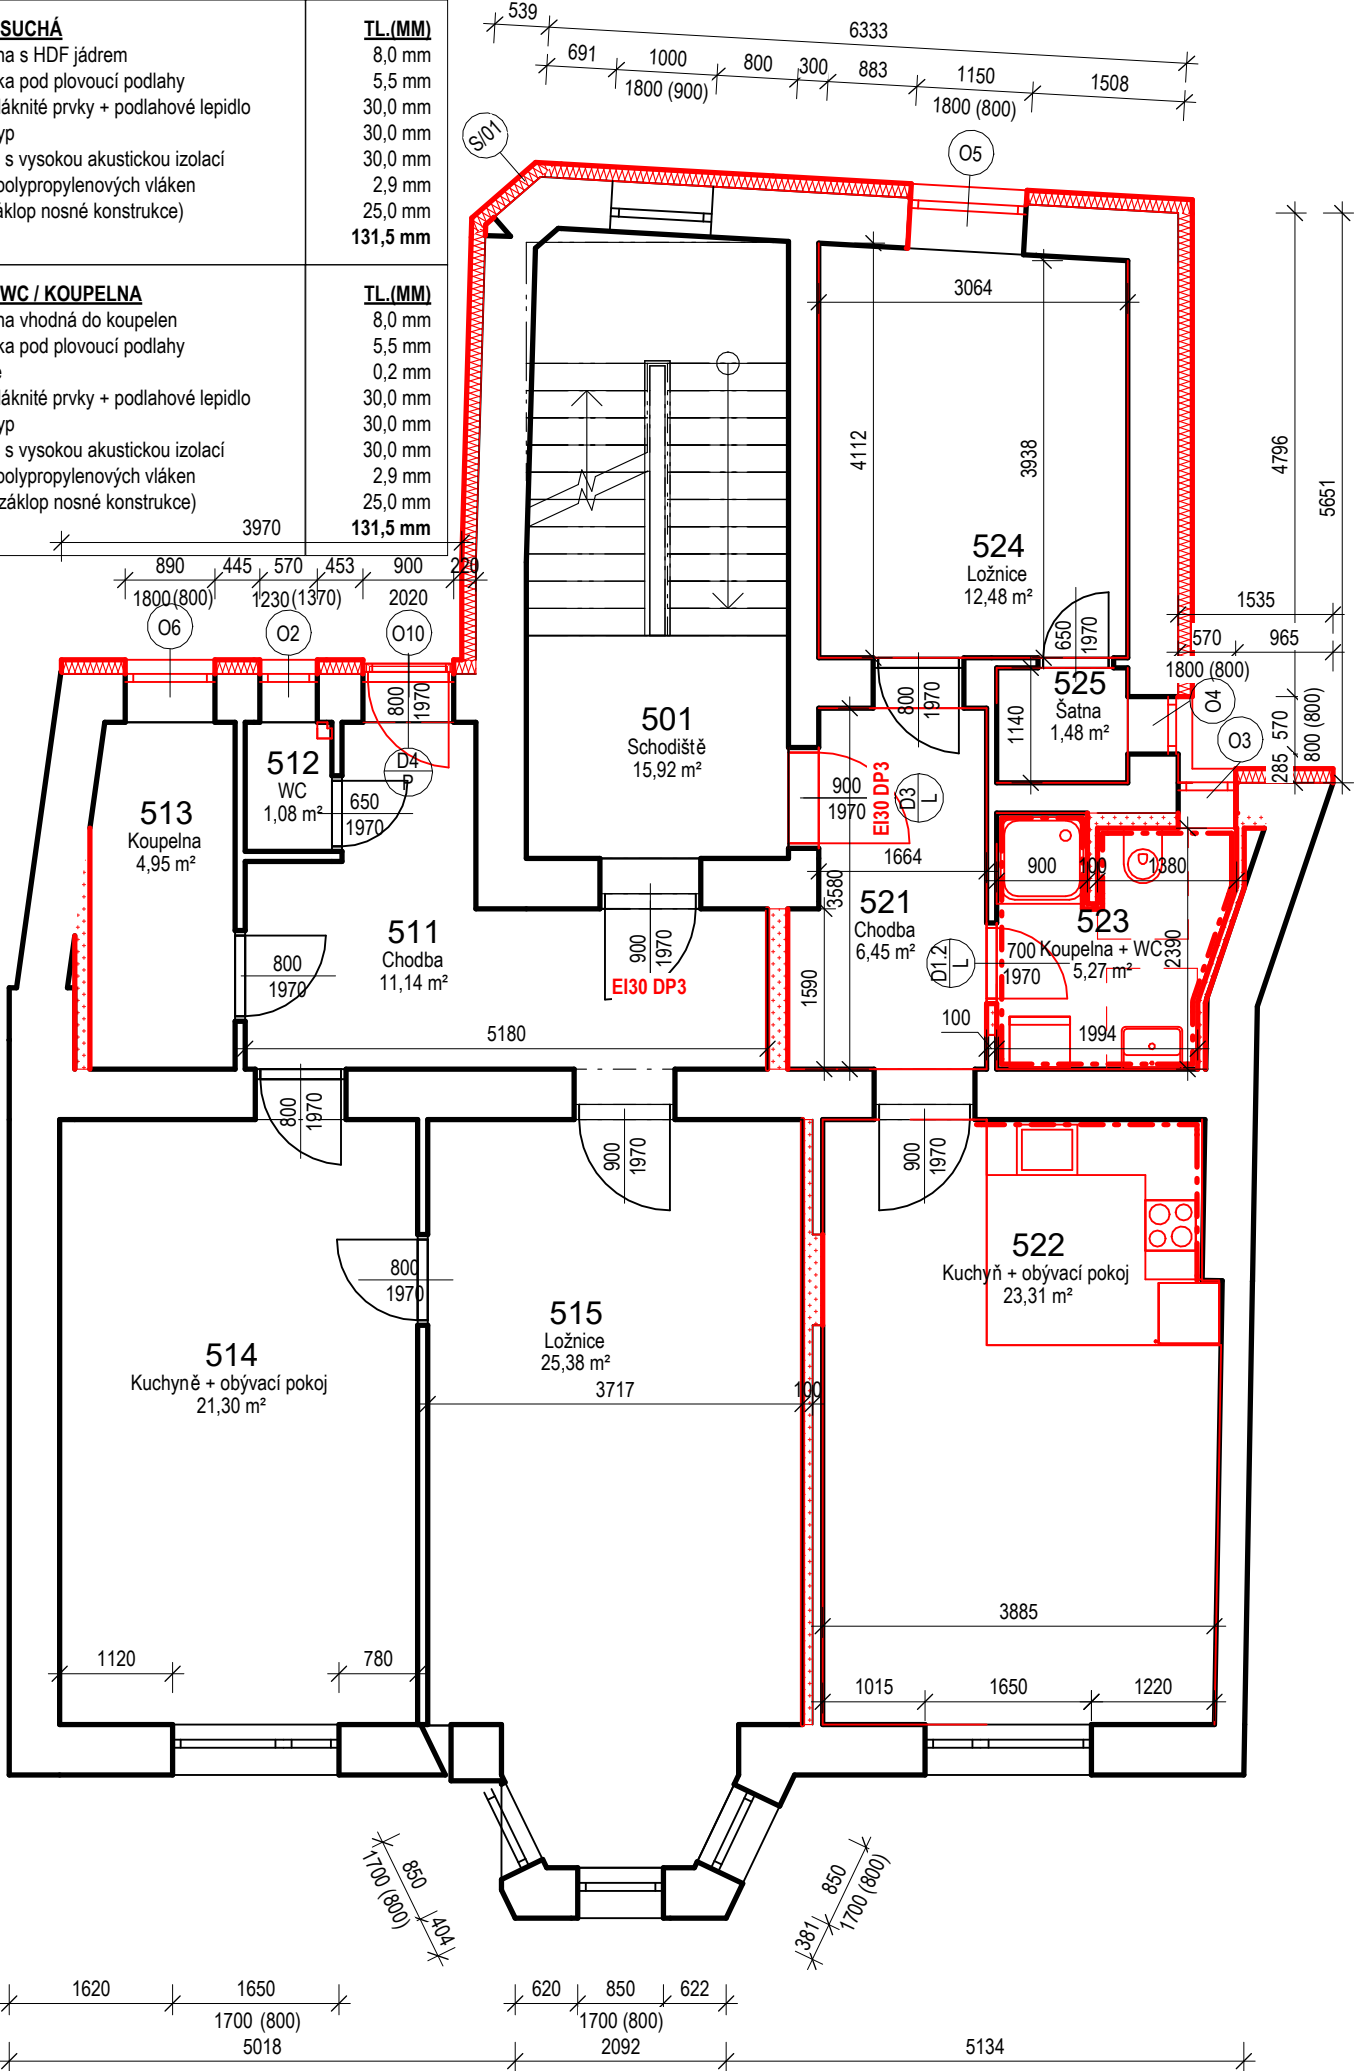 SUCHÁ TL.(MM)
na s HDF jádrem 8,0 mm
ka pod plovoucí podlahy 5,5 mm
láknité prvky + podlahové lepidlo 30,0 mm
yp 30,0 mm
s vysokou akustickou izolací 30,0 mm
polypropylenových vláken 2,9 mm
áklop nosné konstrukce) 25,0 mm
131,5 mm
WC / KOUPELNA TL.(MM)
na vhodná do koupelen 8,0 mm
ka pod plovoucí podlahy 5,5 mm
e 0,2 mm
láknité prvky + podlahové lepidlo 30,0 mm
yp 30,0 mm
s vysokou akustickou izolací 30,0 mm
polypropylenových vláken 2,9 mm
záklop nosné konstrukce) 25,0 mm
131,5 mm
539
6333
691 1000 800 300 883 1150 1508
1800 (900)
1800 (800)
S/01
O5
3064
4112
3938
4796
5651
524
Ložnice
12,48 m²
3970
890 445 570 453 900 220
1800(800) 1230(1370) 2020
O6 O2 O10
1535
570 965
1800 (800)
650
1970
525
Šatna
1,48 m²
1140
O4
O3
285 570
800 (800)
800
1970
800
1970
501
Schodiště
15,92 m²
D4
P
512
WC
1,08 m²
650
1970
513
Koupelna
4,95 m²
900
1970
EI30 DP3
D3
L
1664
3580
900 100 1380
521
Chodba
6,45 m²
523
Koupelna + WC
5,27 m²
2390
D1.2
L
700
1970
1590
100
1994
511
Chodba
11,14 m²
800
1970
900
1970
EI30 DP3
5180
800
1970
900
1970
900
1970
800
1970
522
Kuchyň + obývací pokoj
23,31 m²
515
Ložnice
25,38 m²
514
Kuchyně + obývací pokoj
21,30 m²
3717 100
3885
1120 780
1015 1650 1220
850
1700 (800)
404
850
1700 (800)
381
1620 1650
1700 (800)
620 850 622
1700 (800)
5018 2092 5134